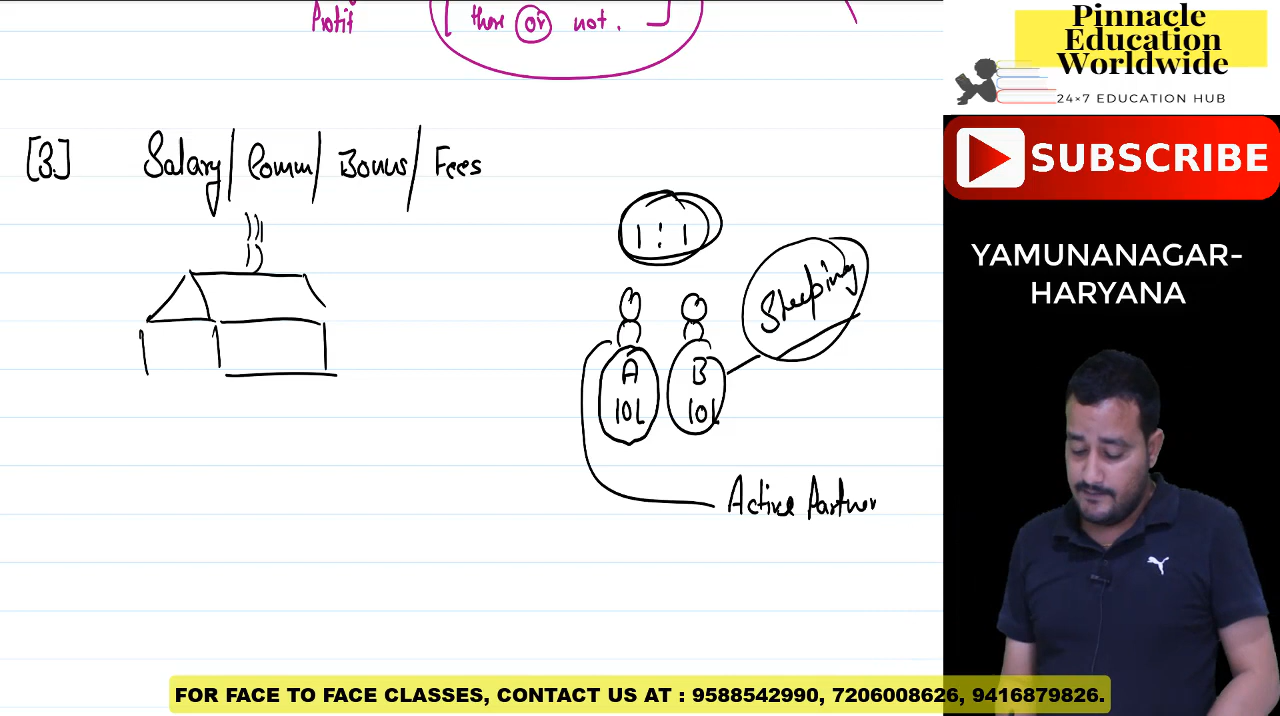 Profit [ there or not. ]
[3.] Salary/Comm/Bonus/Fees
1:1
Sleeping
A B
10L 10L
Active Partner
Pinnacle
Education
Worldwide
24×7 EDUCATION HUB
SUBSCRIBE
YAMUNANAGAR-
HARYANA
FOR FACE TO FACE CLASSES, CONTACT US AT : 9588542990, 7206008626, 9416879826.